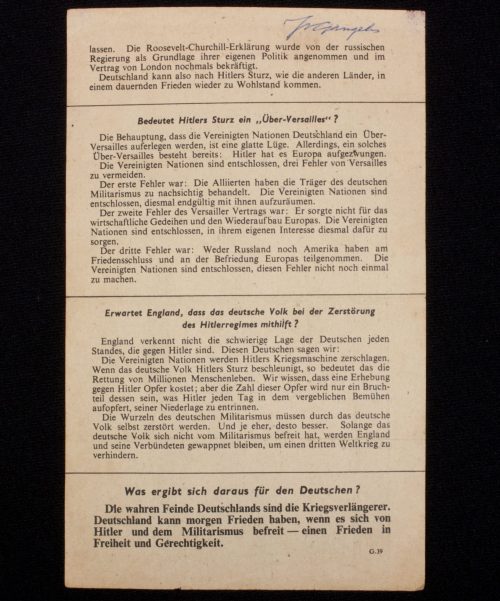 lassen. Die Roosevelt-Churchill-Erklärung wurde von der russischen
Regierung als Grundlage ihrer eigenen Politik angenommen und im
Vertrag von London nochmals bekräftigt.
Deutschland kann also nach Hitlers Sturz, wie die anderen Länder, in
einem dauernden Frieden wieder zu Wohlstand kommen.
Bedeutet Hitlers Sturz ein „Über-Versailles" ?
Die Behauptung, dass die Vereinigten Nationen Deutschland ein Über-
Versailles auferlegen werden, ist eine glatte Lüge. Allerdings, ein solches
Über-Versailles besteht bereits: Hitler hat es Europa aufgezwungen.
Die Vereinigten Nationen sind entschlossen, drei Fehler von Versailles
zu vermeiden.
Der erste Fehler war: Die Alliierten haben die Träger des deutschen
Militarismus zu nachsichtig behandelt. Die Vereinigten Nationen sind
entschlossen, diesmal endgültig mit ihnen aufzuräumen.
Der zweite Fehler des Versailler Vertrags war: Er sorgte nicht für das
wirtschaftliche Gedeihen und den Wiederaufbau Europas. Die Vereinigten
Nationen sind entschlossen, in ihrem eigenen Interesse diesmal dafür zu
sorgen.
Der dritte Fehler war: Weder Russland noch Amerika haben am
Friedensschluss und an der Befriedung Europas teilgenommen. Die
Vereinigten Nationen sind entschlossen, diesen Fehler nicht noch einmal
zu machen.
Erwartet England, dass das deutsche Volk bei der Zerstörung
des Hitlerregimes mithilft ?
England verkennt nicht die schwierige Lage der Deutschen jeden
Standes, die gegen Hitler sind. Diesen Deutschen sagen wir:
Die Vereinigten Nationen werden Hitlers Kriegsmaschine zerschlagen.
Wenn das deutsche Volk Hitlers Sturz beschleunigt, so bedeutet das die
Rettung von Millionen Menschenleben. Wir wissen, dass eine Erhebung
gegen Hitler Opfer kostet; aber die Zahl dieser Opfer wird nur ein Bruch-
teil dessen sein, was Hitler jeden Tag in dem vergeblichen Bemühen
aufopfert, seiner Niederlage zu entrinnen.
Die Wurzeln des deutschen Militarismus müssen durch das deutsche
Volk selbst zerstört werden. Und je eher, desto besser. Solange das
deutsche Volk sich nicht vom Militarismus befreit hat, werden England
und seine Verbündeten gewappnet bleiben, um einen dritten Weltkrieg zu
verhindern.
Was ergibt sich daraus für den Deutschen ?
Die wahren Feinde Deutschlands sind die Kriegsverlängerer.
Deutschland kann morgen Frieden haben, wenn es sich von
Hitler und dem Militarismus befreit — einen Frieden in
Freiheit und Gerechtigkeit.
G.39